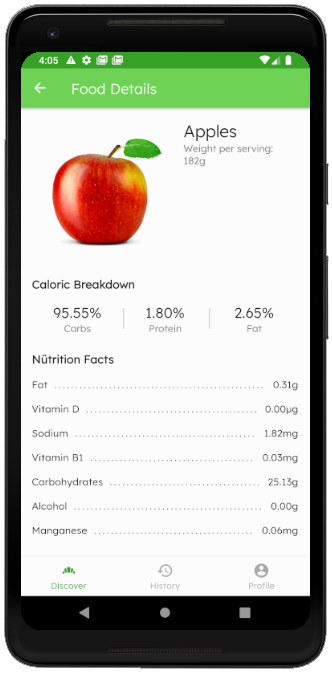 4:05
Food Details
Apples
Weight per serving:
182g
Caloric Breakdown
95.55% 1.80% 2.65%
Carbs Protein Fat
Nütrition Facts
Fat 0.31g
Vitamin D 0.00µg
Sodium 1.82mg
Vitamin B1 0.03mg
Carbohydrates 25.13g
Alcohol 0.00g
Manganese 0.06mg
Discover History Profile